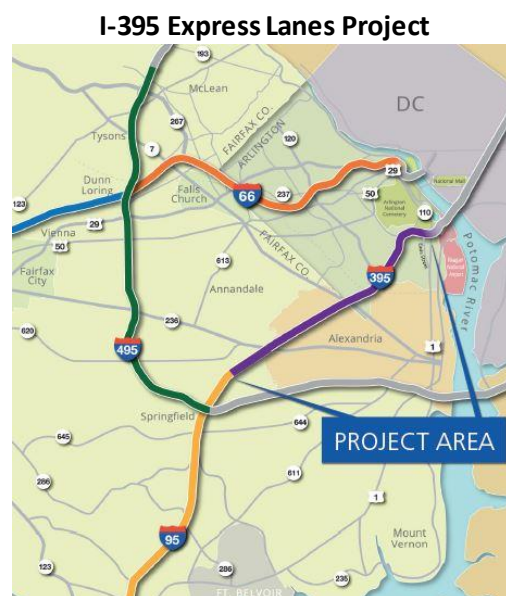 I-395 Express Lanes Project
193
McLean
DC
267
Tysons
FAIRFAX CO.
ARLINGTON
120
7
Dunn
Loring
29
National Mall
Falls
Church
66
237
50
Arlington
National
Cemetery
123
110
29
Vienna
50
FAIRFAX CO.
Fairfax
City
613
395
Reagan
National
Airport
Potomac
River
Annandale
620
236
Alexandria
495
1
Springfield
644
PROJECT AREA
645
286
611
1
95
Mount
Vernon
123
286
235
FT. BELVOIR